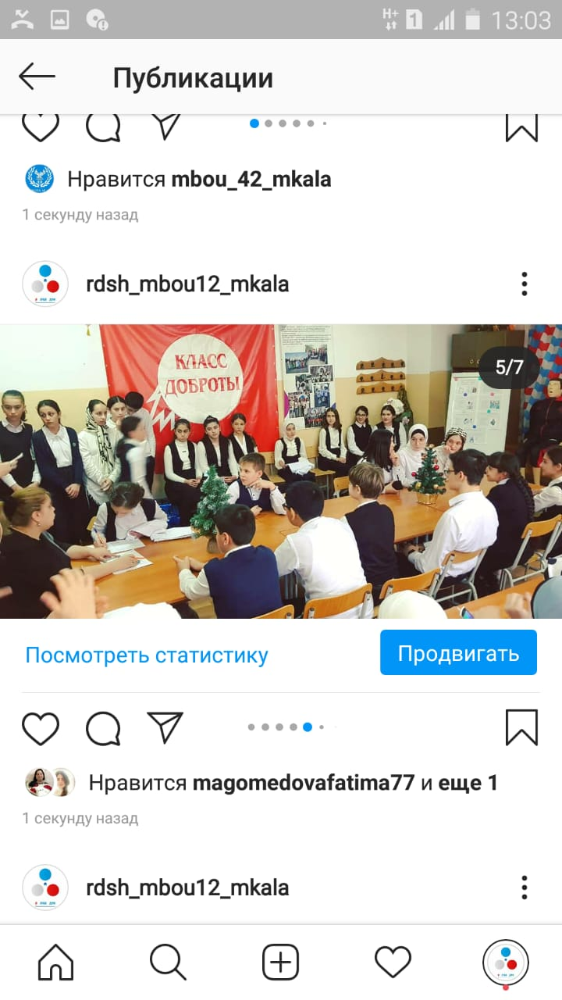 H+
1
13:03
Публикации
Нравится mbou_42_mkala
1 секунду назад
rdsh_mbou12_mkala
5/7
КЛАСС
ДОБРОТЫ
Посмотреть статистику
Продвигать
Нравится magomedovafatima77 и еще 1
1 секунду назад
rdsh_mbou12_mkala